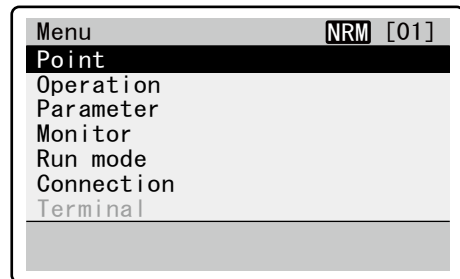 Menu NRM [01]
Point
Operation
Parameter
Monitor
Run mode
Connection
Terminal